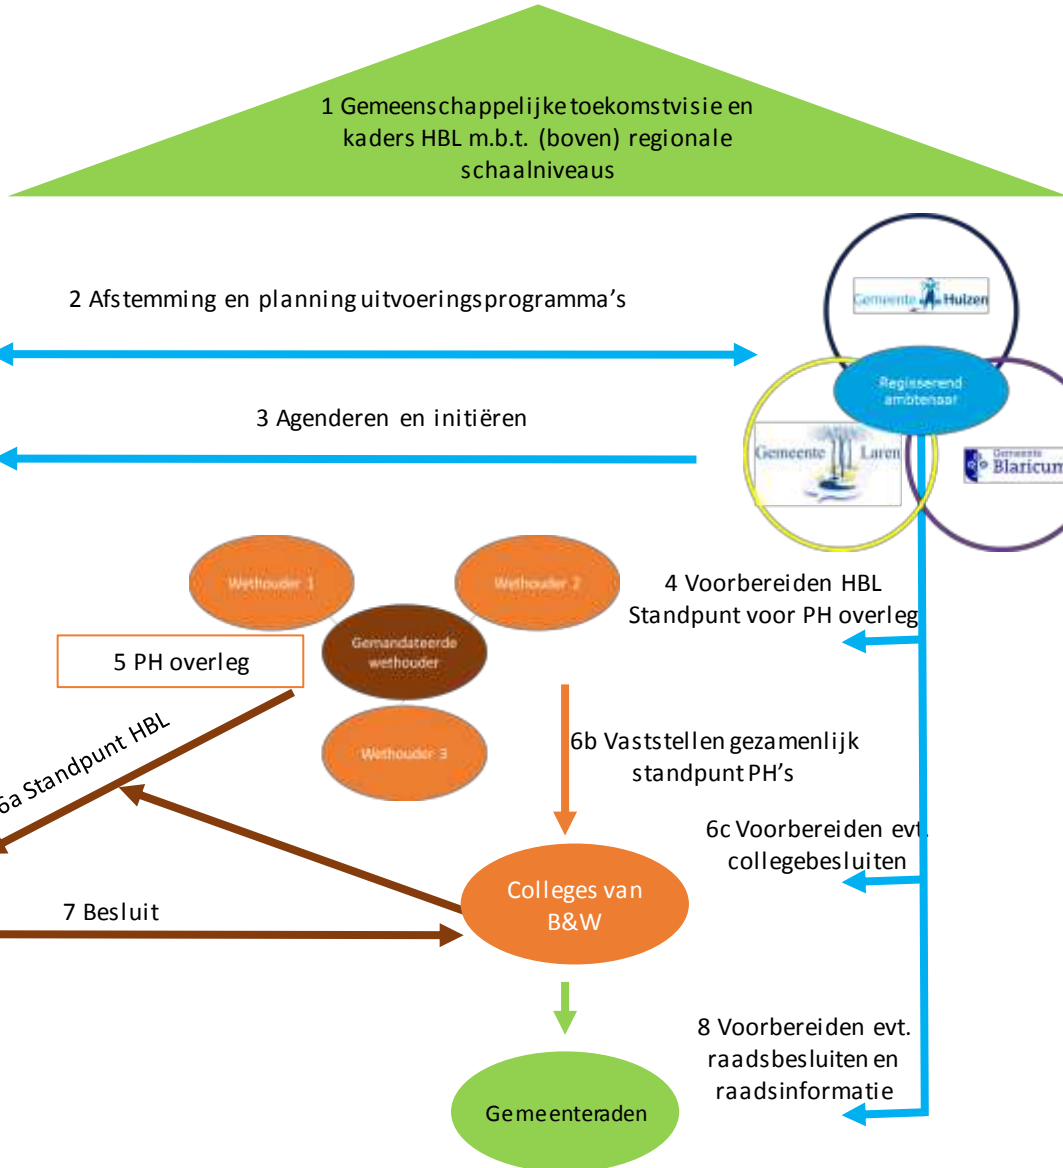 1 Gemeenschappelijke toekomstvisie en
kaders HBL m.b.t. (boven) regionale
schaalniveaus
2 Afstemming en planning uitvoeringsprogramma's
Gemeente Huizen
Regisserend
ambtenaar
3 Agenderen en initiëren
Gemeente Laren
Gemeente
Blaricum
Wethouder 1
Wethouder 2
4 Voorbereiden HBL
Standpunt voor PH overleg
Gemandateerde
wethouder
5 PH overleg
Wethouder 3
6a Standpunt HBL
6b Vaststellen gezamenlijk
standpunt PH's
6c Voorbereiden evt.
collegebesluiten
Colleges van
B&W
7 Besluit
8 Voorbereiden evt.
raadsbesluiten en
raadsinformatie
Gemeenteraden